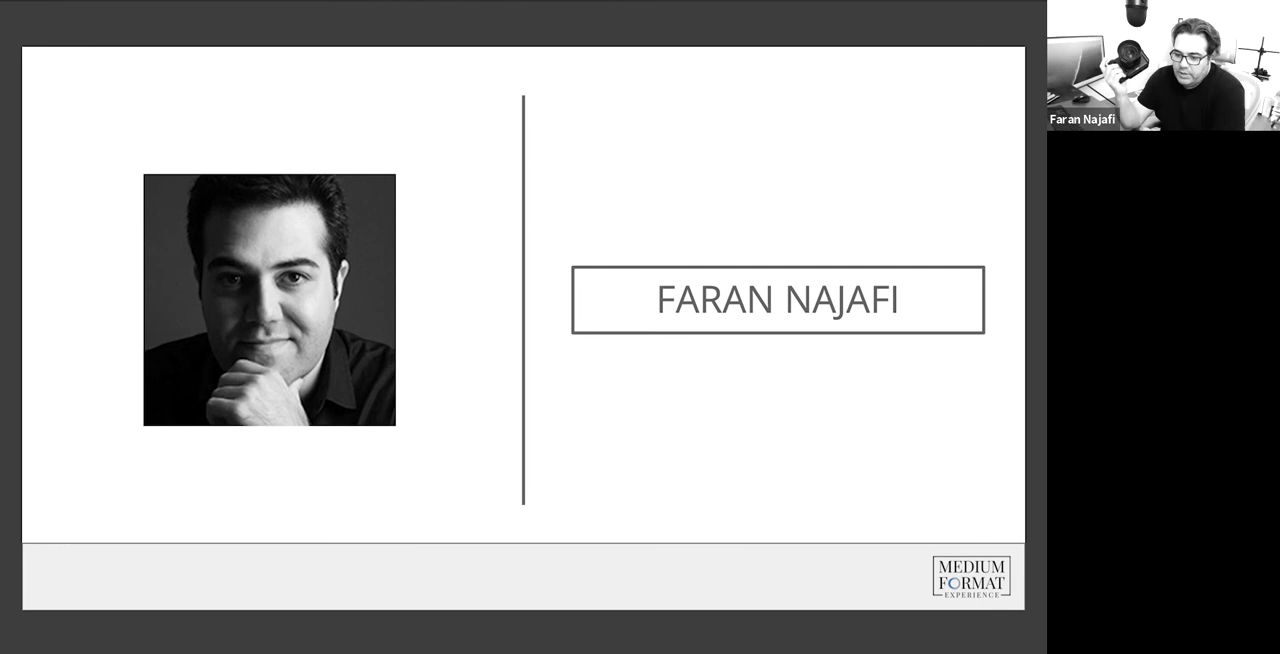 FARAN NAJAFI
MEDIUM
FORMAT
EXPERIENCE
Faran Najafi